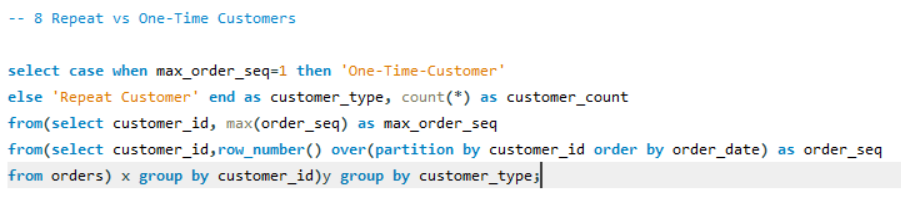 -- 8 Repeat vs One-Time Customers
select case when max_order_seq=1 then 'One-Time-Customer'
else 'Repeat Customer' end as customer_type, count(*) as customer_count
from(select customer_id, max(order_seq) as max_order_seq
from(select customer_id,row_number() over(partition by customer_id order by order_date) as order_seq
from orders) x group by customer_id)y group by customer_type;